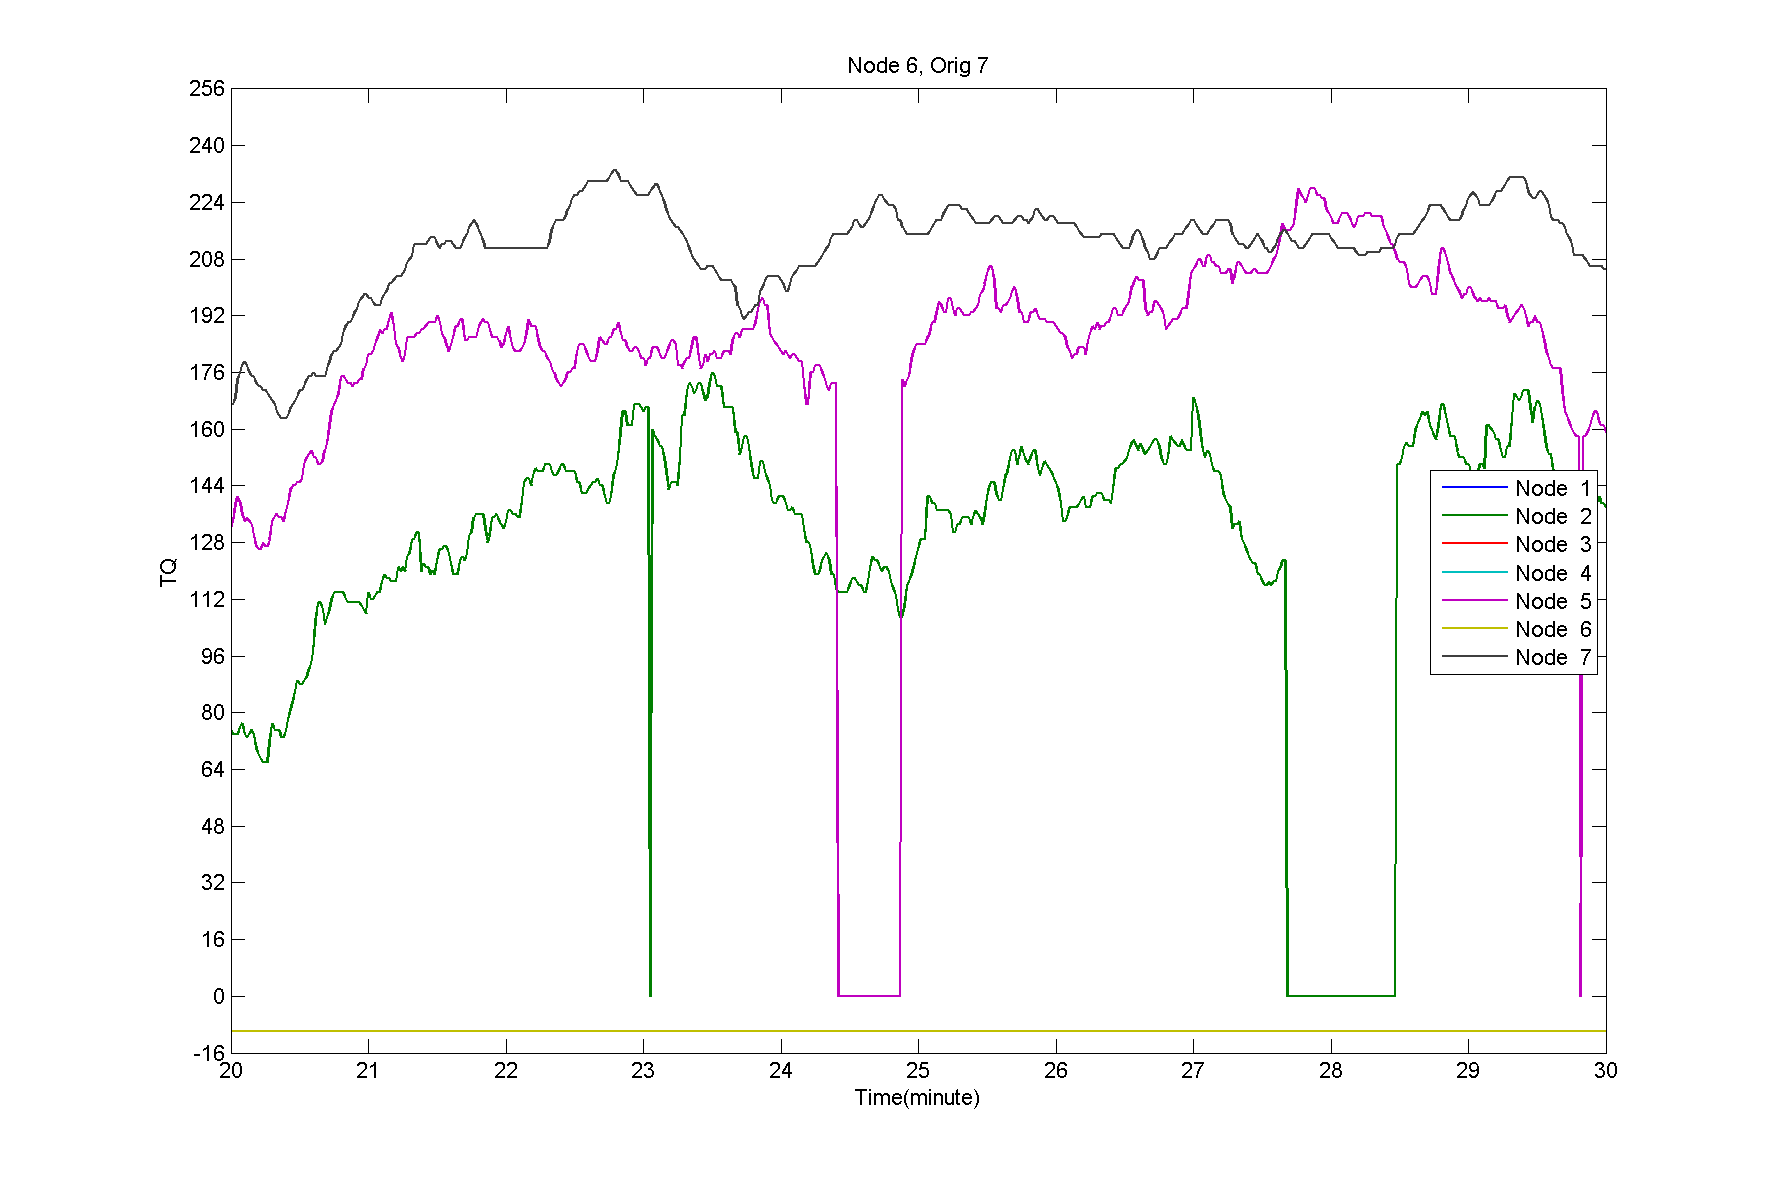 Node 6, Orig 7
256
240
224
208
192
176
160
144
128
112
96
80
64
48
32
16
0
-16
TQ
Node 1
Node 2
Node 3
Node 4
Node 5
Node 6
Node 7
20 21 22 23 24 25 26 27 28 29 30
Time(minute)